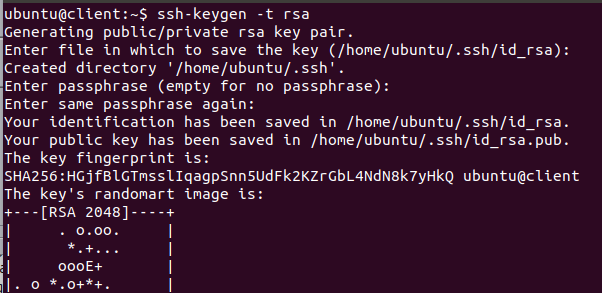 ubuntu@client:~$ ssh-keygen -t rsa
Generating public/private rsa key pair.
Enter file in which to save the key (/home/ubuntu/.ssh/id_rsa):
Created directory '/home/ubuntu/.ssh'.
Enter passphrase (empty for no passphrase):
Enter same passphrase again:
Your identification has been saved in /home/ubuntu/.ssh/id_rsa.
Your public key has been saved in /home/ubuntu/.ssh/id_rsa.pub.
The key fingerprint is:
SHA256:HGjfBlGTmsslIqagpSnn5UdFk2KZrGbL4NdN8k7yHkQ ubuntu@client
The key's randomart image is:
+---[RSA 2048]----+
|     . o.oo.     |
|      *.+...     |
|     oooE+       |
|. o *.o+*+.      |